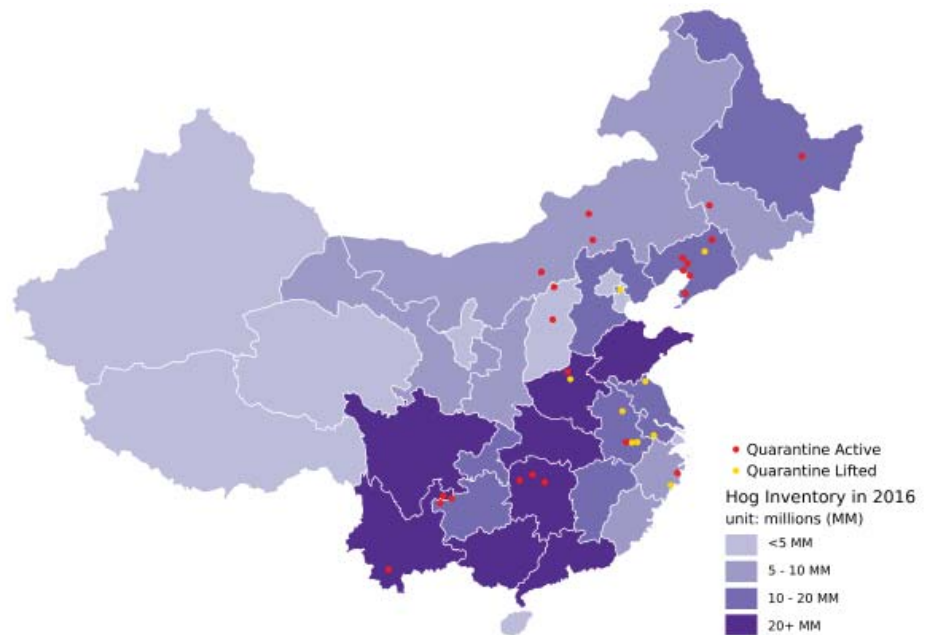 Quarantine Active
Quarantine Lifted
Hog Inventory in 2016
unit: millions (MM)
<5 MM
5 - 10 MM
10 - 20 MM
20+ MM